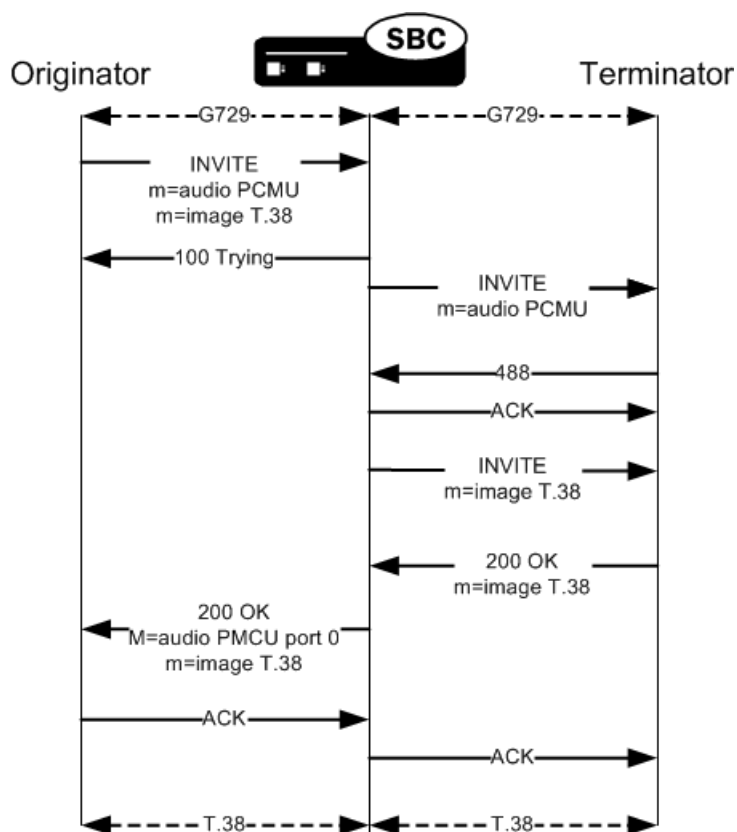 SBC
Originator
Terminator
G729
G729
INVITE
m=audio PCMU
m=image T.38
100 Trying
INVITE
m=audio PCMU
488
ACK
INVITE
m=image T.38
200 OK
m=image T.38
200 OK
M=audio PMCU port 0
m=image T.38
ACK
ACK
T.38
T.38